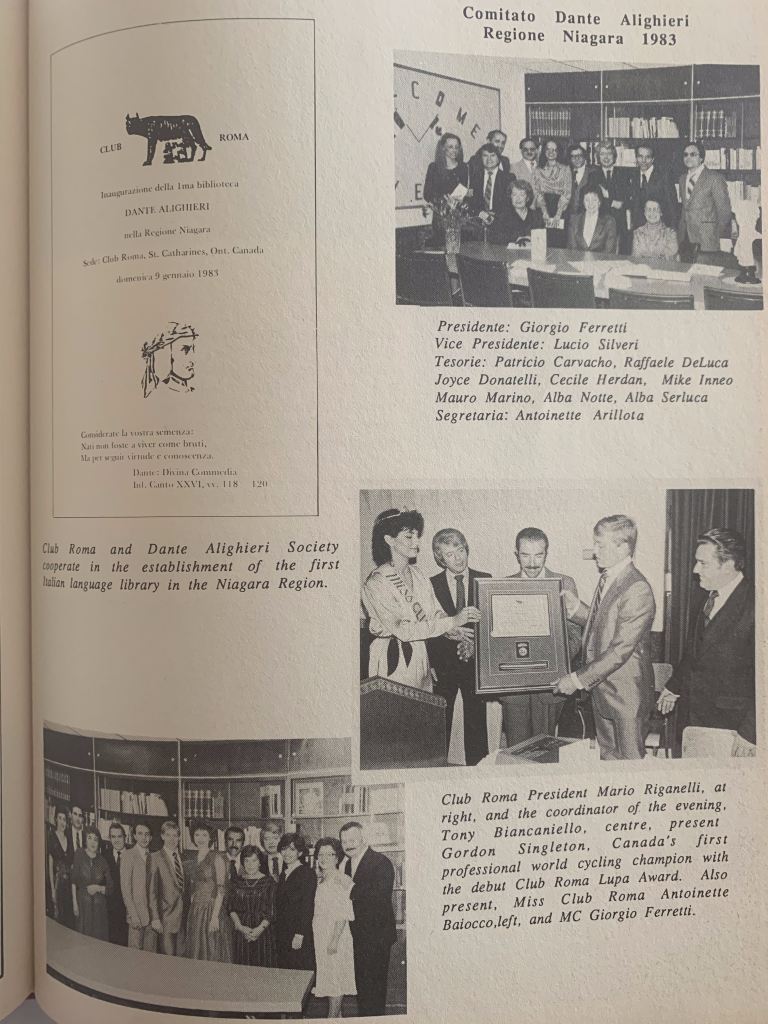 CLUB ROMA
Inaugurazione della 1ma biblioteca
DANTE ALIGHIERI
nella Regione Niagara
Sede: Club Roma, St. Catharines, Ont. Canada
domenica 9 gennaio 1983
Considerate la vostra semenza:
Nati non foste a viver come bruti,
Ma per seguir virtude e conoscenza.
Dante: Divina Commedia
Inf. Canto XXVI, vv. 118 120
Club Roma and Dante Alighieri Society
cooperate in the establishment of the first
Italian language library in the Niagara Region.
Comitato Dante Alighieri
Regione Niagara 1983
COME
Presidente: Giorgio Ferretti
Vice Presidente: Lucio Silveri
Tesorie: Patricio Carvacho, Raffaele DeLuca
Joyce Donatelli, Cecile Herdan, Mike Inneo
Mauro Marino, Alba Notte, Alba Serluca
Segretaria: Antoinette Arillota
Club Roma President Mario Riganelli, at
right, and the coordinator of the evening,
Tony Biancaniello, centre, present
Gordon Singleton, Canada's first
professional world cycling champion with
the debut Club Roma Lupa Award. Also
present, Miss Club Roma Antoinette
Baiocco,left, and MC Giorgio Ferretti.